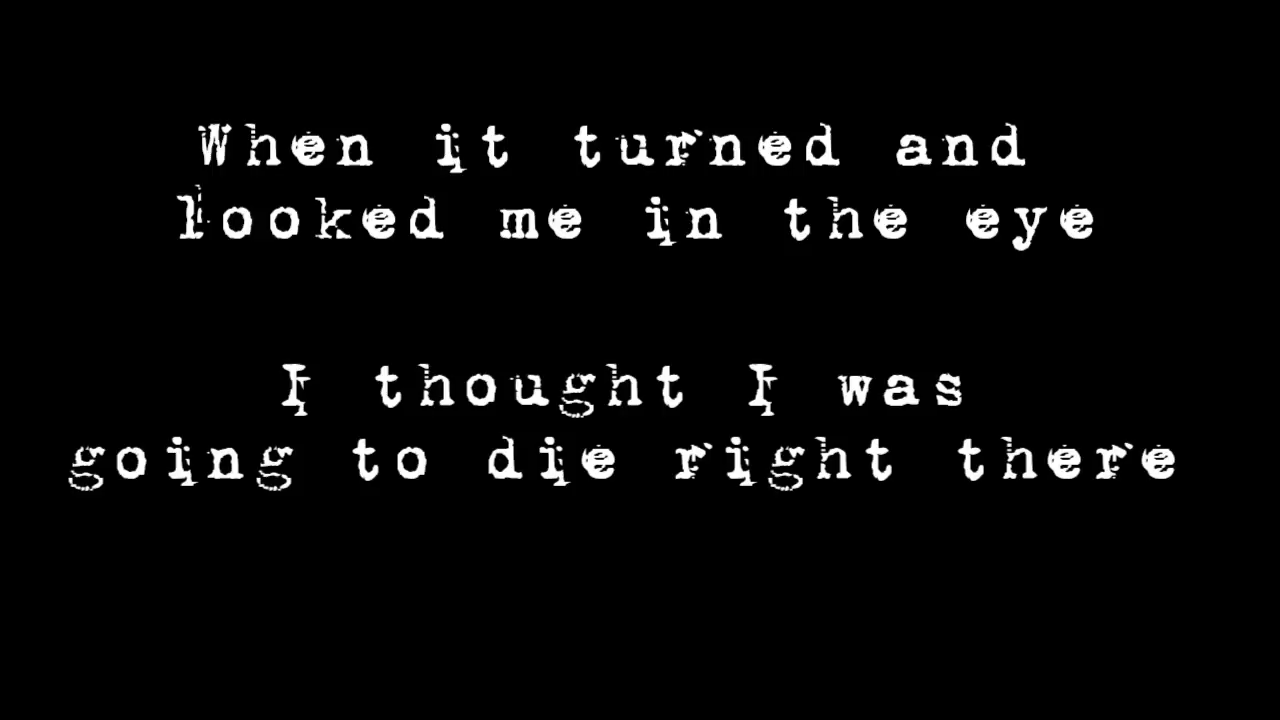 When it turned and
looked me in the eye
I thought I was
going to die right there